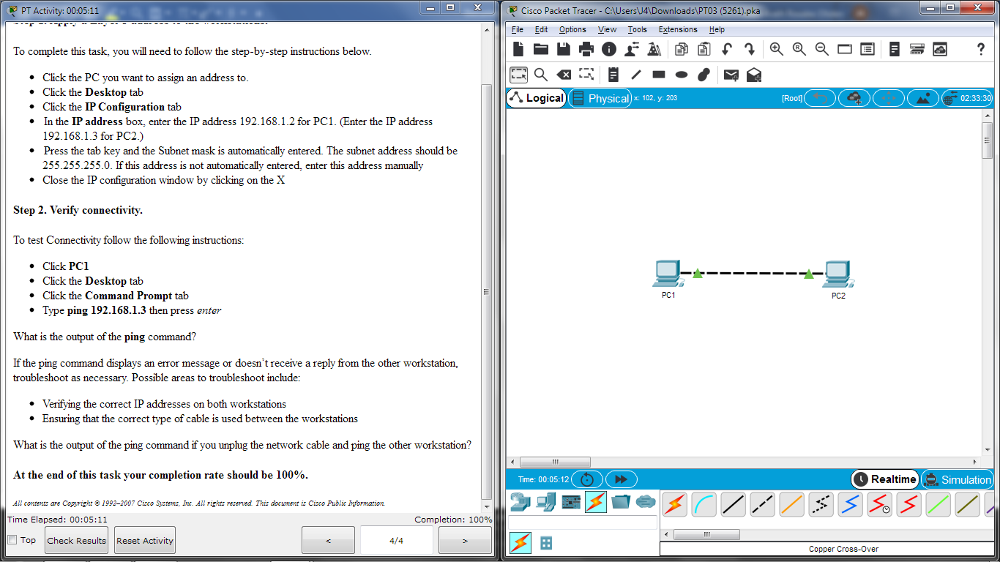 PT Activity: 00:05:11
To complete this task, you will need to follow the step-by-step instructions below.
Click the PC you want to assign an address to.
Click the Desktop tab
Click the IP Configuration tab
In the IP address box, enter the IP address 192.168.1.2 for PC1. (Enter the IP address
192.168.1.3 for PC2.)
Press the tab key and the Subnet mask is automatically entered. The subnet address should be
255.255.255.0. If this address is not automatically entered, enter this address manually
Close the IP configuration window by clicking on the X
Step 2. Verify connectivity.
To test Connectivity follow the following instructions:
Click PC1
Click the Desktop tab
Click the Command Prompt tab
Type ping 192.168.1.3 then press enter
What is the output of the ping command?
If the ping command displays an error message or doesn’t receive a reply from the other workstation,
troubleshoot as necessary. Possible areas to troubleshoot include:
Verifying the correct IP addresses on both workstations
Ensuring that the correct type of cable is used between the workstations
What is the output of the ping command if you unplug the network cable and ping the other workstation?
At the end of this task your completion rate should be 100%.
All contents are Copyright © 1992–2007 Cisco Systems, Inc. All rights reserved. This document is Cisco Public Information.
Time Elapsed: 00:05:11 Completion: 100%
Top Check Results Reset Activity < 4/4 >
Cisco Packet Tracer - C:\Users\J4\Downloads\PT03 (5261).pka
File Edit Options View Tools Extensions Help
Logical Physical x: 102, y: 203 [Root] 02:33:30
PC1 PC2
Time: 00:05:12 Realtime Simulation
Copper Cross-Over